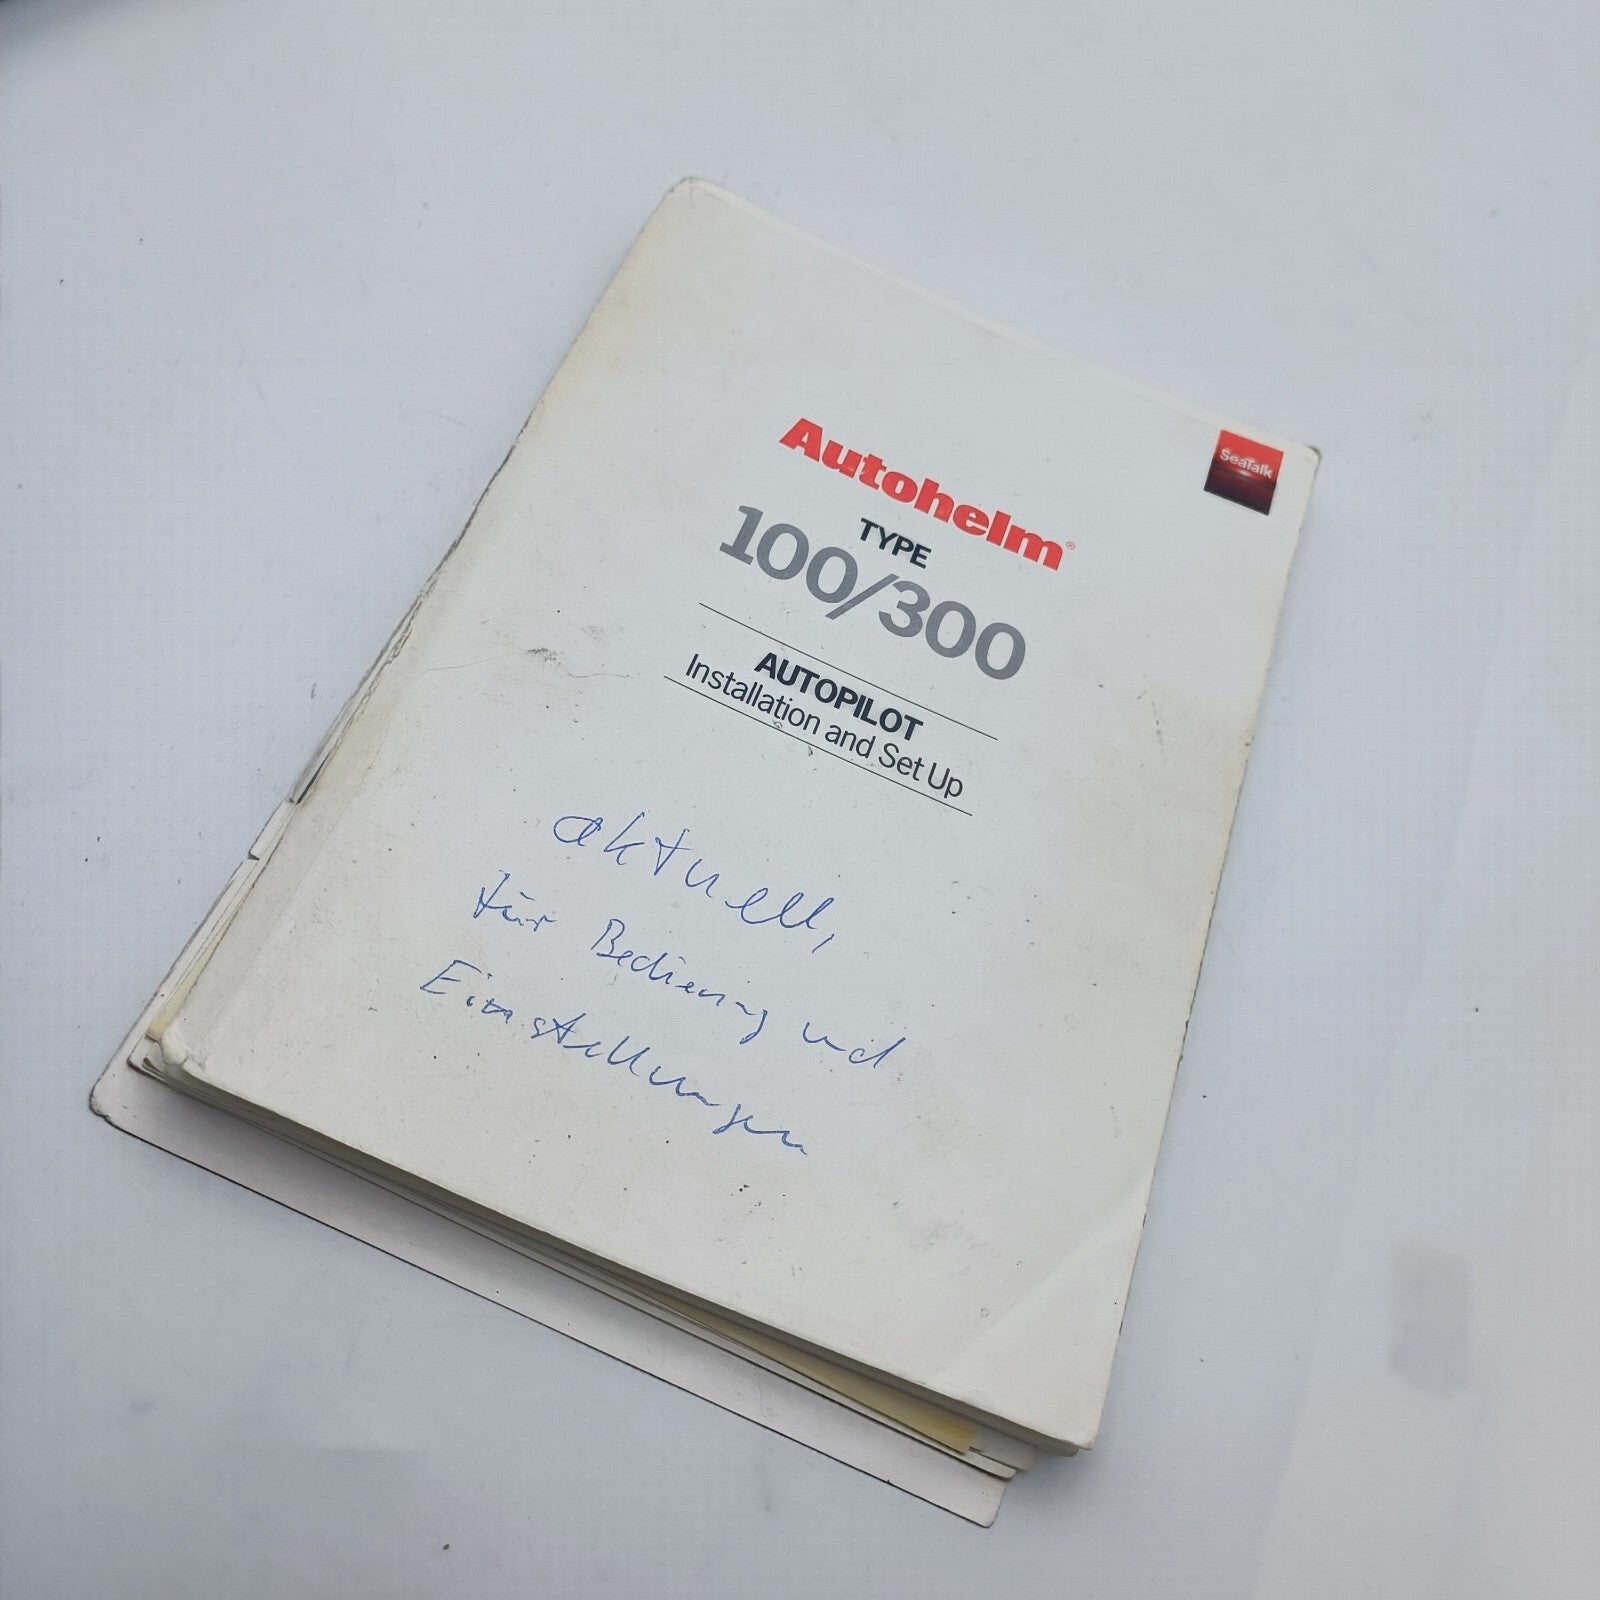 SeaTalk
Autohelm®
TYPE
100/300
AUTOPILOT
Installation and Set Up
aktuell,
für Bedienung und
Einstellungen